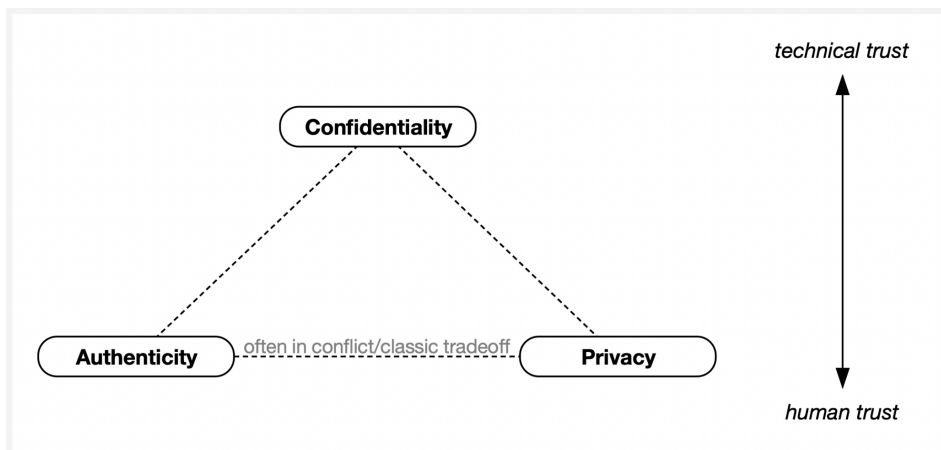 technical trust
Confidentiality
often in conflict/classic tradeoff
Authenticity
Privacy
human trust